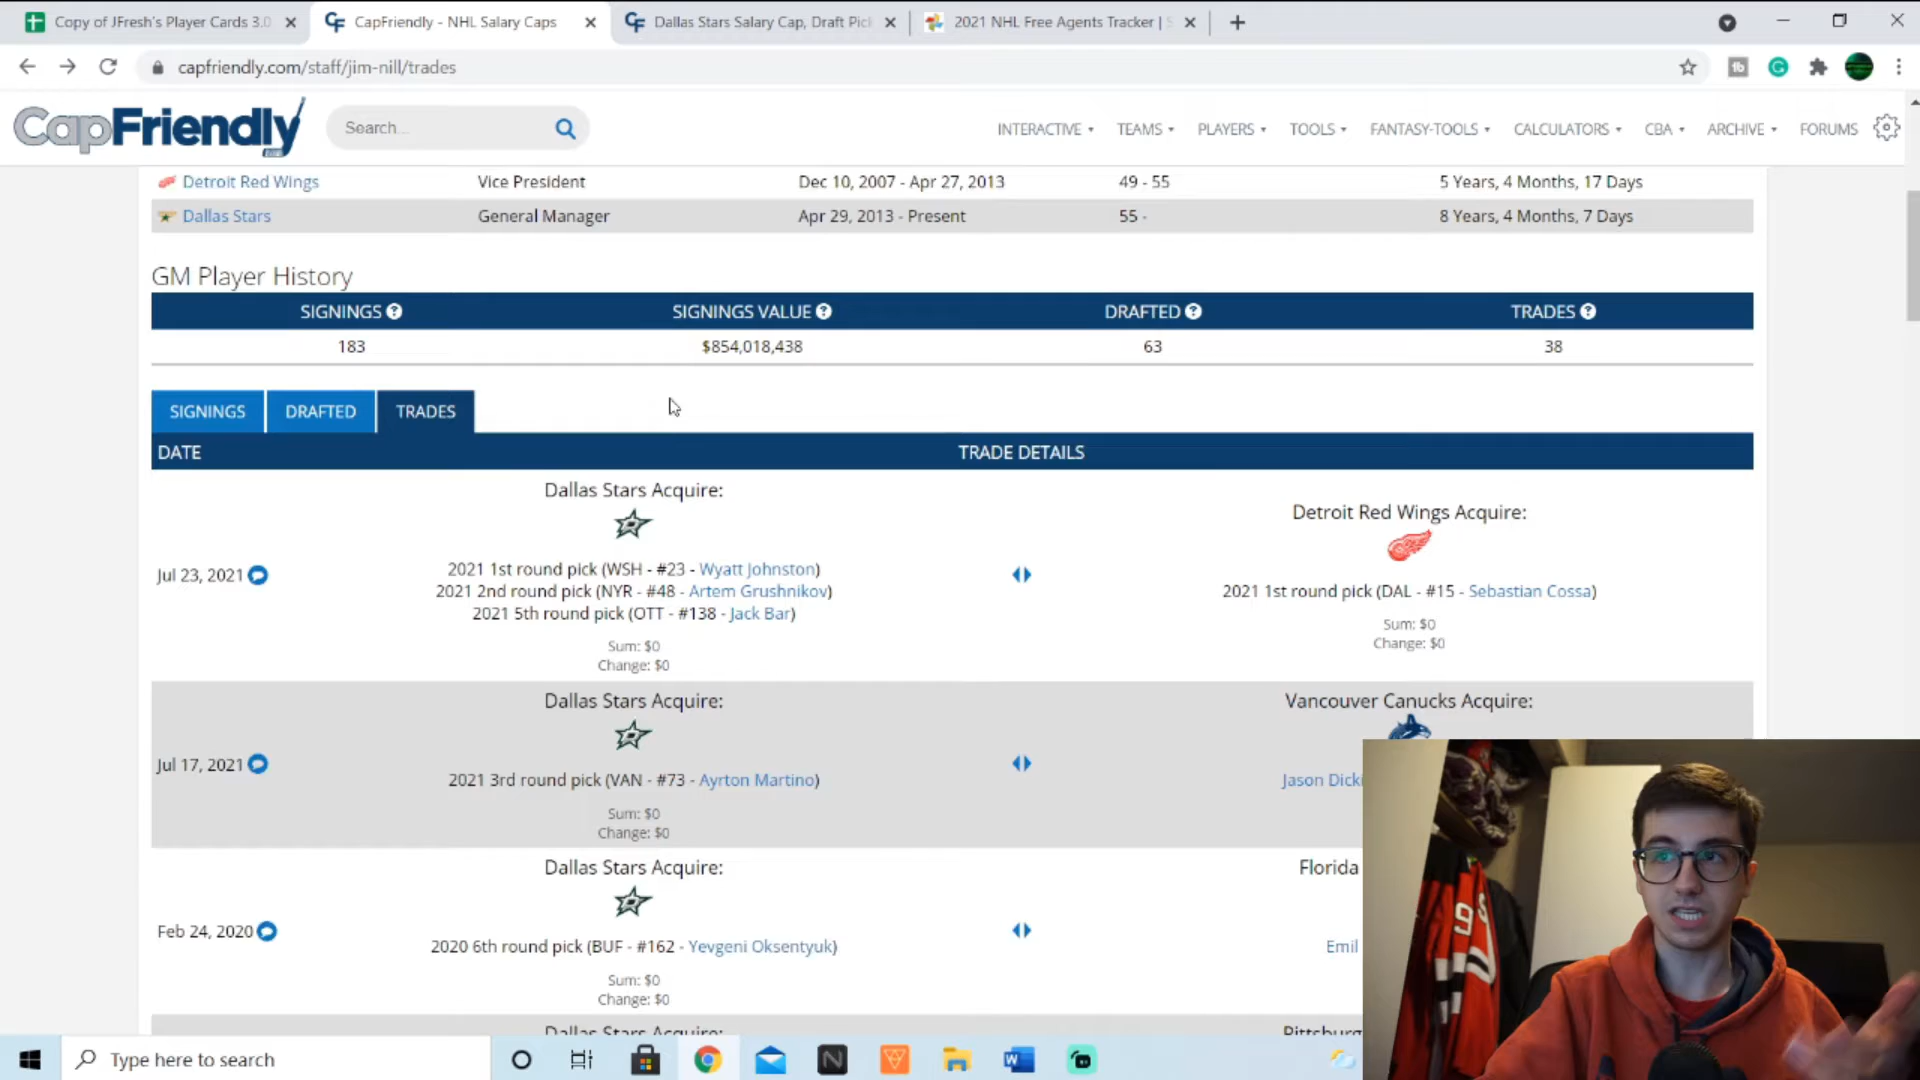 Copy of JFresh's Player Cards 3.0
CapFriendly - NHL Salary Caps
Dallas Stars Salary Cap, Draft Pick
2021 NHL Free Agents Tracker | S
capfriendly.com/staff/jim-nill/trades
CapFriendly
Search...
INTERACTIVE TEAMS PLAYERS TOOLS FANTASY-TOOLS CALCULATORS CBA ARCHIVE FORUMS
Detroit Red Wings Vice President Dec 10, 2007 - Apr 27, 2013 49 - 55 5 Years, 4 Months, 17 Days
Dallas Stars General Manager Apr 29, 2013 - Present 55 - 8 Years, 4 Months, 7 Days
GM Player History
SIGNINGS SIGNINGS VALUE DRAFTED TRADES
183 $854,018,438 63 38
SIGNINGS DRAFTED TRADES
DATE TRADE DETAILS
Jul 23, 2021
Dallas Stars Acquire:
2021 1st round pick (WSH - #23 - Wyatt Johnston)
2021 2nd round pick (NYR - #48 - Artem Grushnikov)
2021 5th round pick (OTT - #138 - Jack Bar)
Sum: $0
Change: $0
Detroit Red Wings Acquire:
2021 1st round pick (DAL - #15 - Sebastian Cossa)
Sum: $0
Change: $0
Jul 17, 2021
Dallas Stars Acquire:
2021 3rd round pick (VAN - #73 - Ayrton Martino)
Sum: $0
Change: $0
Vancouver Canucks Acquire:
Jason Dicki
Feb 24, 2020
Dallas Stars Acquire:
2020 6th round pick (BUF - #162 - Yevgeni Oksentyuk)
Sum: $0
Change: $0
Florida
Emil
Dallas Stars Acquire:
Pittsburg
Type here to search